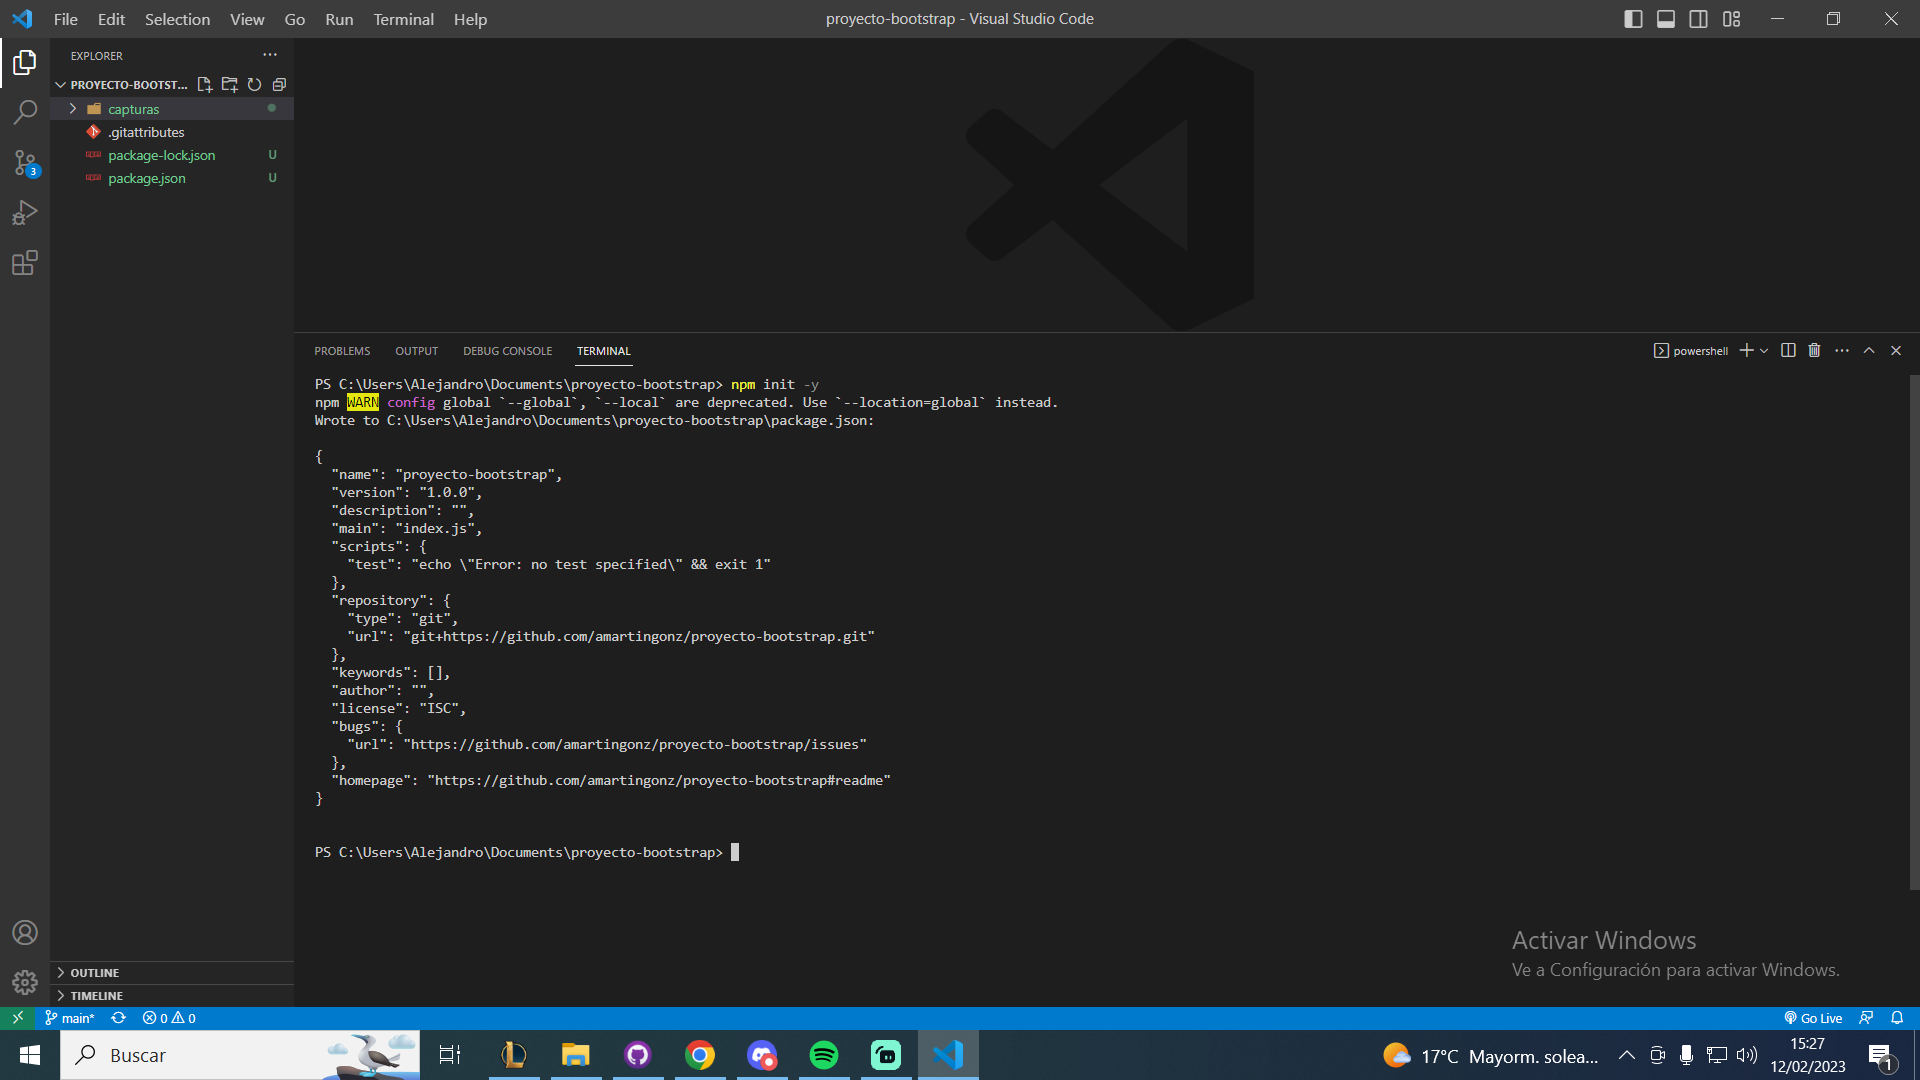 File Edit Selection View Go Run Terminal Help
proyecto-bootstrap - Visual Studio Code
EXPLORER
PROYECTO-BOOTST...
capturas
.gitattributes
package-lock.json U
package.json U
3
PROBLEMS OUTPUT DEBUG CONSOLE TERMINAL
powershell
PS C:\Users\Alejandro\Documents\proyecto-bootstrap> npm init -y
npm WARN config global `--global`, `--local` are deprecated. Use `--location=global` instead.
Wrote to C:\Users\Alejandro\Documents\proyecto-bootstrap\package.json:
{
  "name": "proyecto-bootstrap",
  "version": "1.0.0",
  "description": "",
  "main": "index.js",
  "scripts": {
    "test": "echo \"Error: no test specified\" && exit 1"
  },
  "repository": {
    "type": "git",
    "url": "git+https://github.com/amartingonz/proyecto-bootstrap.git"
  },
  "keywords": [],
  "author": "",
  "license": "ISC",
  "bugs": {
    "url": "https://github.com/amartingonz/proyecto-bootstrap/issues"
  },
  "homepage": "https://github.com/amartingonz/proyecto-bootstrap#readme"
}
PS C:\Users\Alejandro\Documents\proyecto-bootstrap>
Activar Windows
Ve a Configuración para activar Windows.
OUTLINE
TIMELINE
main* 0 0
Go Live
Buscar
17°C Mayorm. solea...
15:27
12/02/2023
1